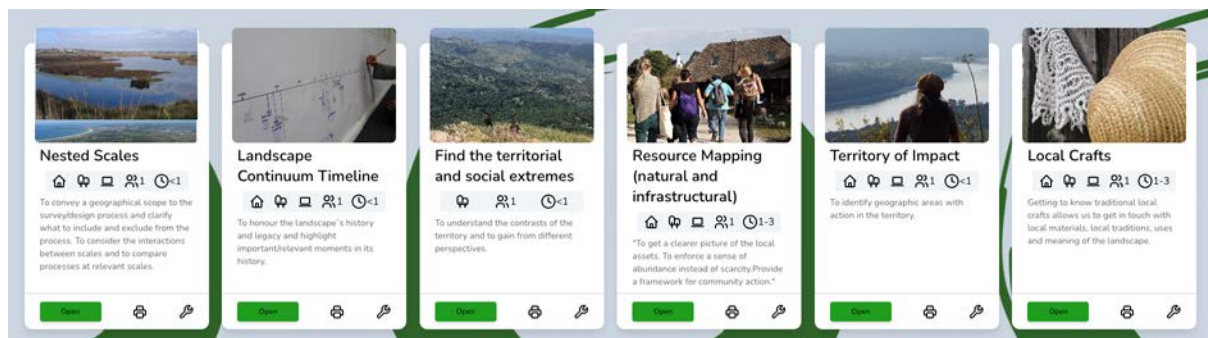 Nested Scales
1 <1
To convey a geographical scope to the
survey/design process and clarify
what to include and exclude from the
process. To consider the interactions
between scales and to compare
processes at relevant scales.
Open
Landscape
Continuum Timeline
1 <1
To honour the landscape`s history
and legacy and highlight
important/relevant moments in its
history.
Open
Find the territorial
and social extremes
1 <1
To understand the contrasts of the
territory and to gain from different
perspectives.
Open
Resource Mapping
(natural and
infrastructural)
1 1-3
"To get a clearer picture of the local
assets. To enforce a sense of
abundance instead of scarcity.Provide
a framework for community action."
Open
Territory of Impact
1 <1
To identify geographic areas with
action in the territory.
Open
Local Crafts
1 1-3
Getting to know traditional local
crafts allows us to get in touch with
local materials, local traditions, uses
and meaning of the landscape.
Open